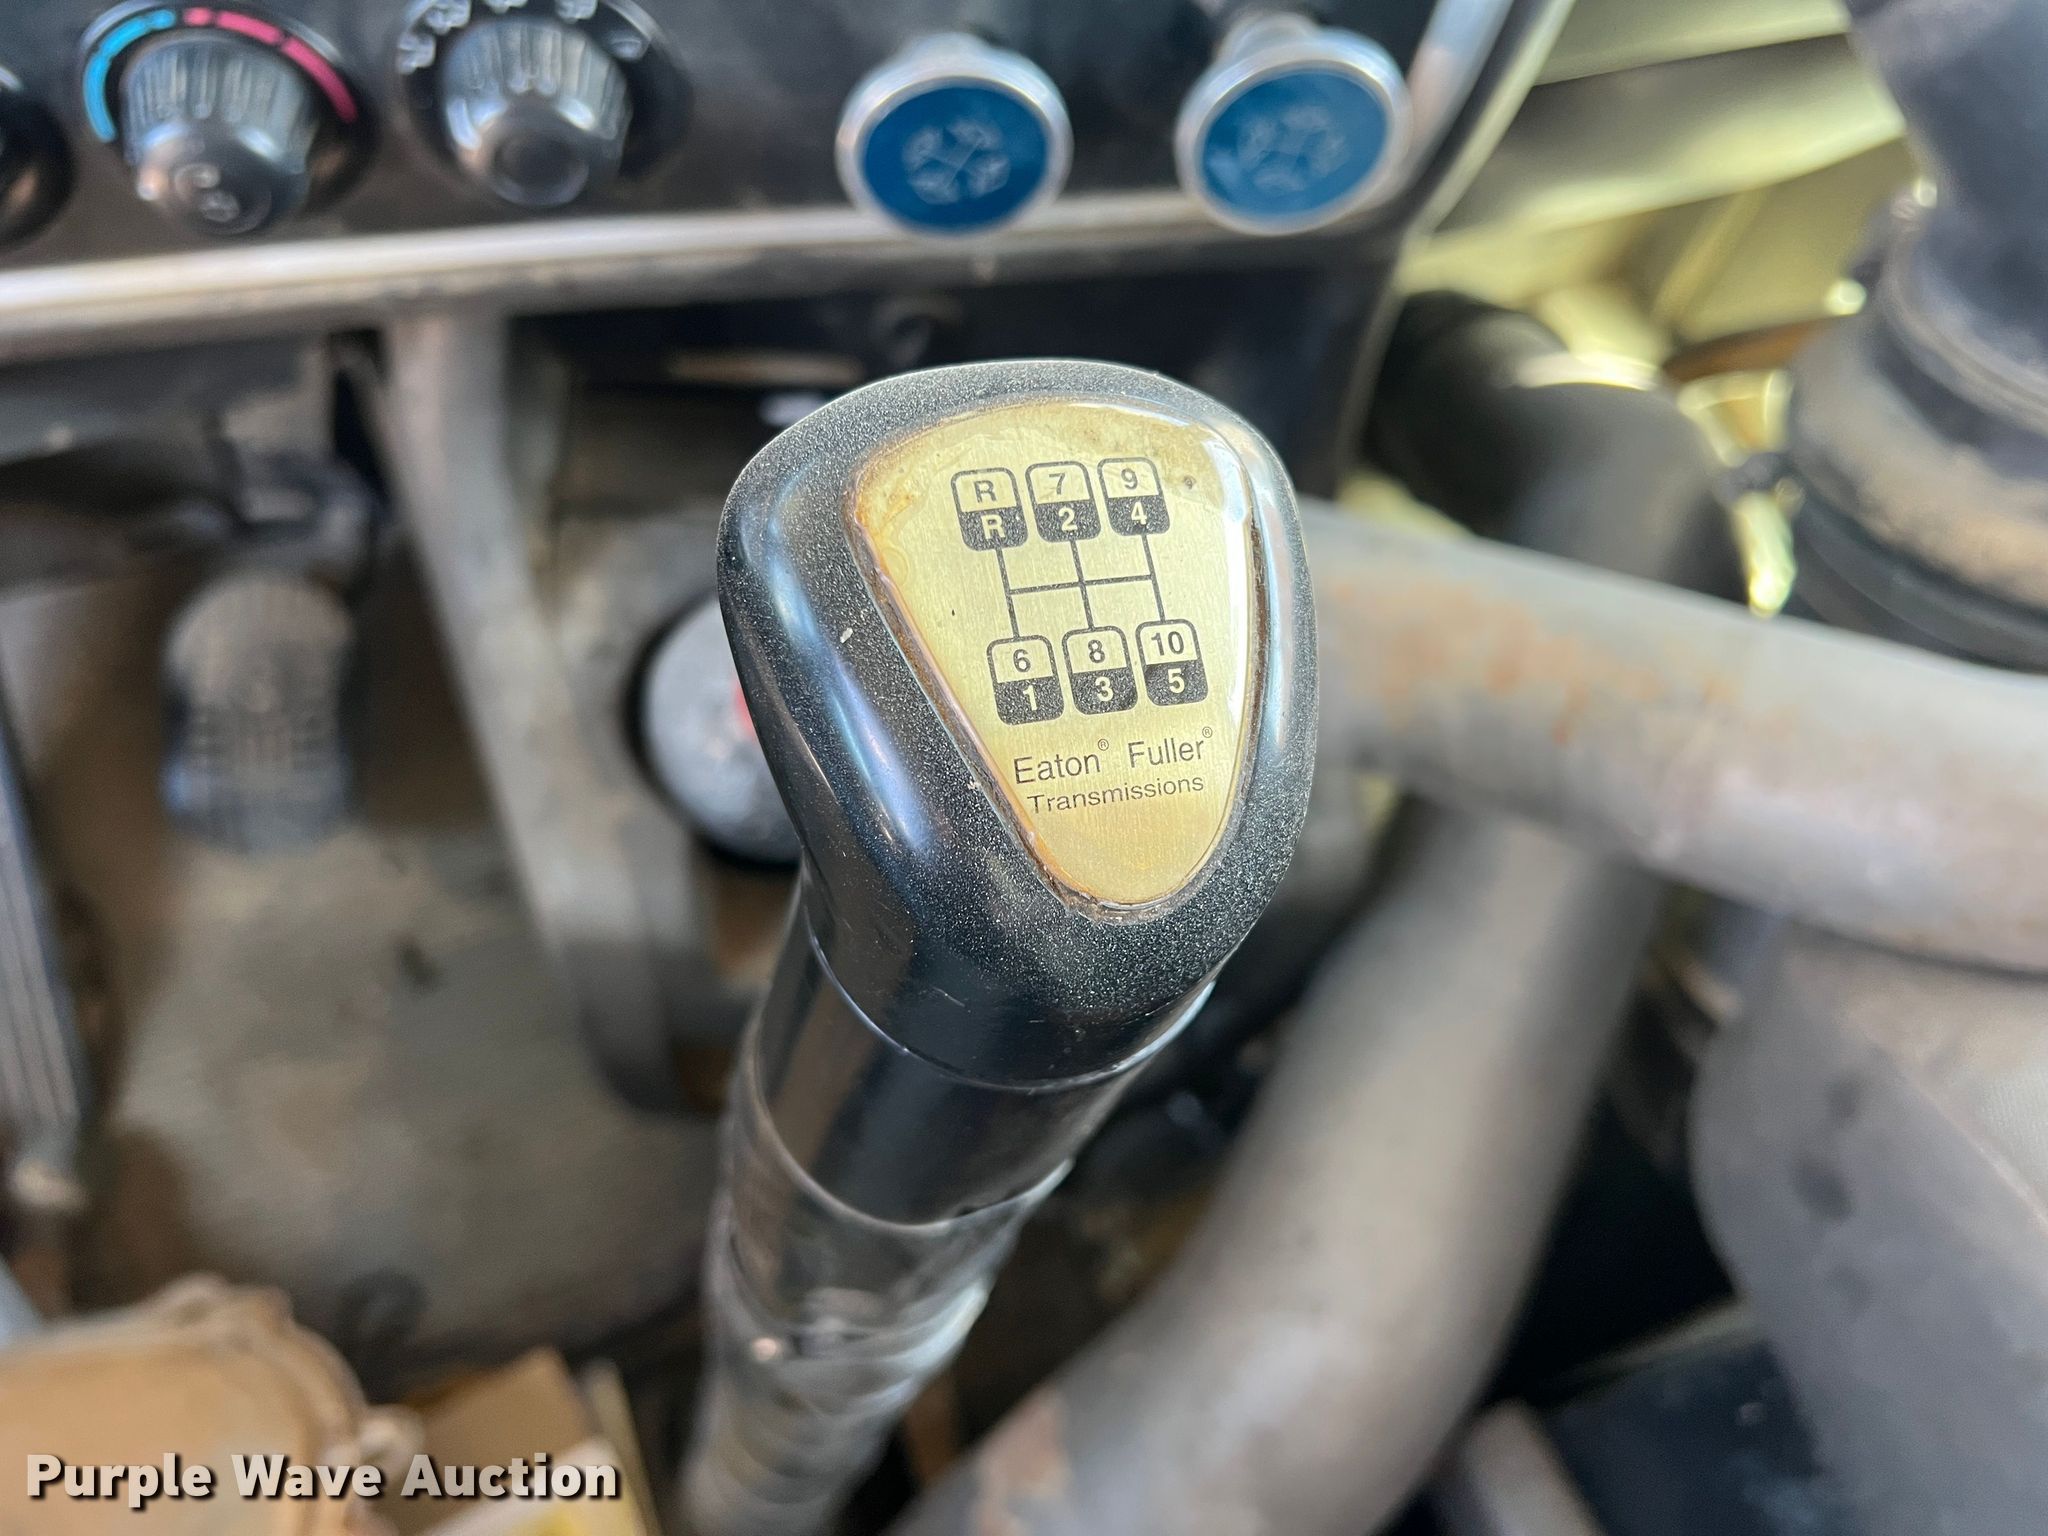 R 7 9
R 2 4
6 8 10
1 3 5
Eaton® Fuller®
Transmissions
Purple Wave Auction